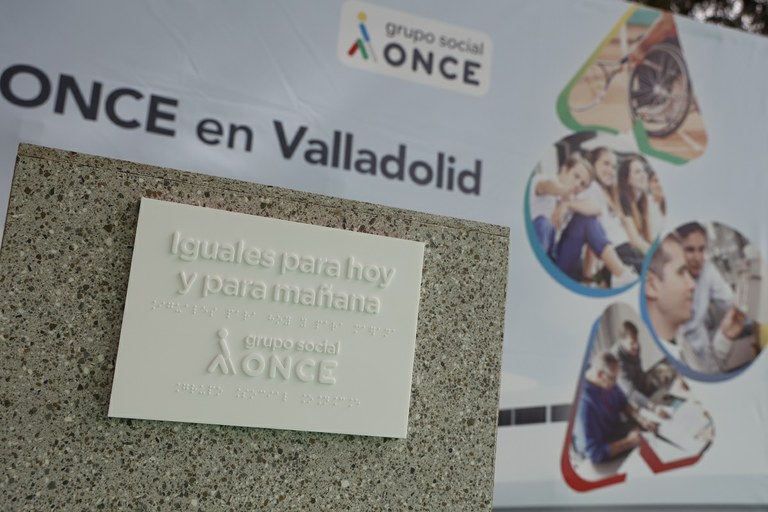 grupo social
ONCE
ONCE en Valladolid
Iguales para hoy
y para mañana
grupo social
ONCE